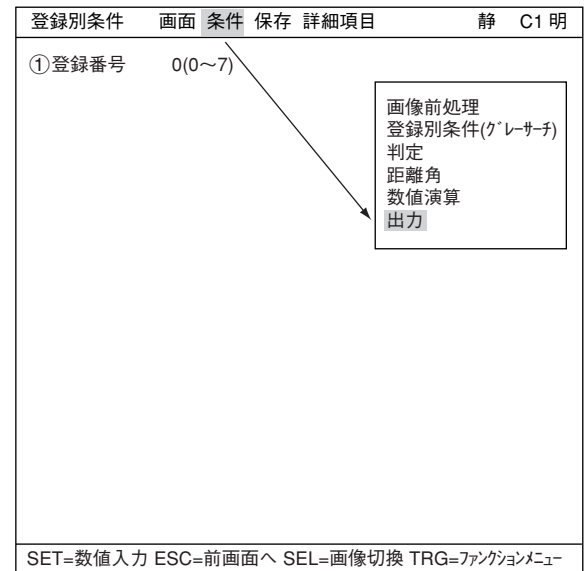 登録別条件 画面 条件 保存 詳細項目 静 C1 明
①登録番号 0(0～7)
画像前処理
登録別条件(ｸﾞﾚｰｻｰﾁ)
判定
距離角
数値演算
出力
SET=数値入力 ESC=前画面へ SEL=画像切換 TRG=ﾌｧﾝｸｼｮﾝﾒﾆｭｰ